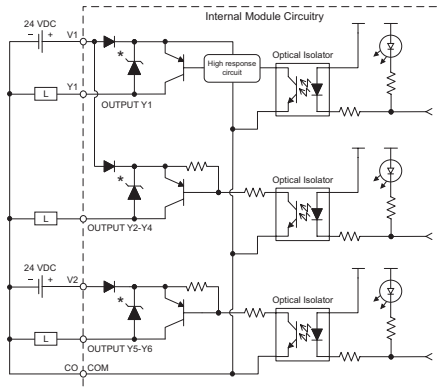 Internal Module Circuitry
24 VDC
− +
V1
*
High response
circuit
Optical Isolator
Y1
L
OUTPUT Y1
*
Optical Isolator
L
OUTPUT Y2-Y4
24 VDC
− +
V2
*
Optical Isolator
L
OUTPUT Y5-Y6
CO COM